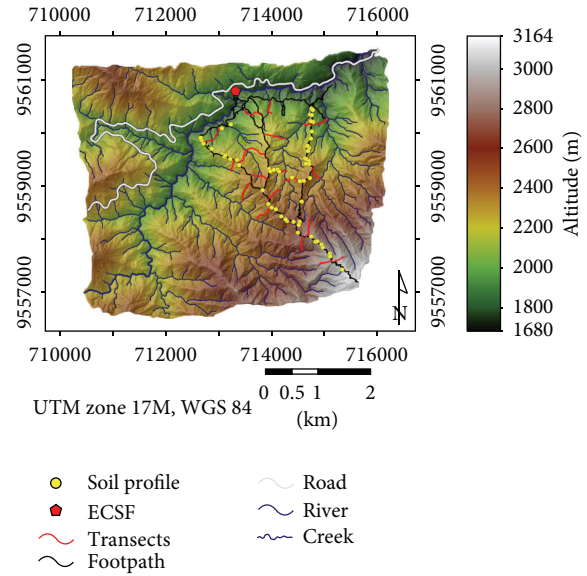 710000 712000 714000 716000
9561000
9559000
9557000
9561000
9559000
9557000
N
710000 712000 714000 716000
3164
3000
2800
2600
2400
2200
2000
1800
1680
Altitude (m)
0 0.5 1 2
(km)
UTM zone 17M, WGS 84
Soil profile
ECSF
Transects
Footpath
Road
River
Creek